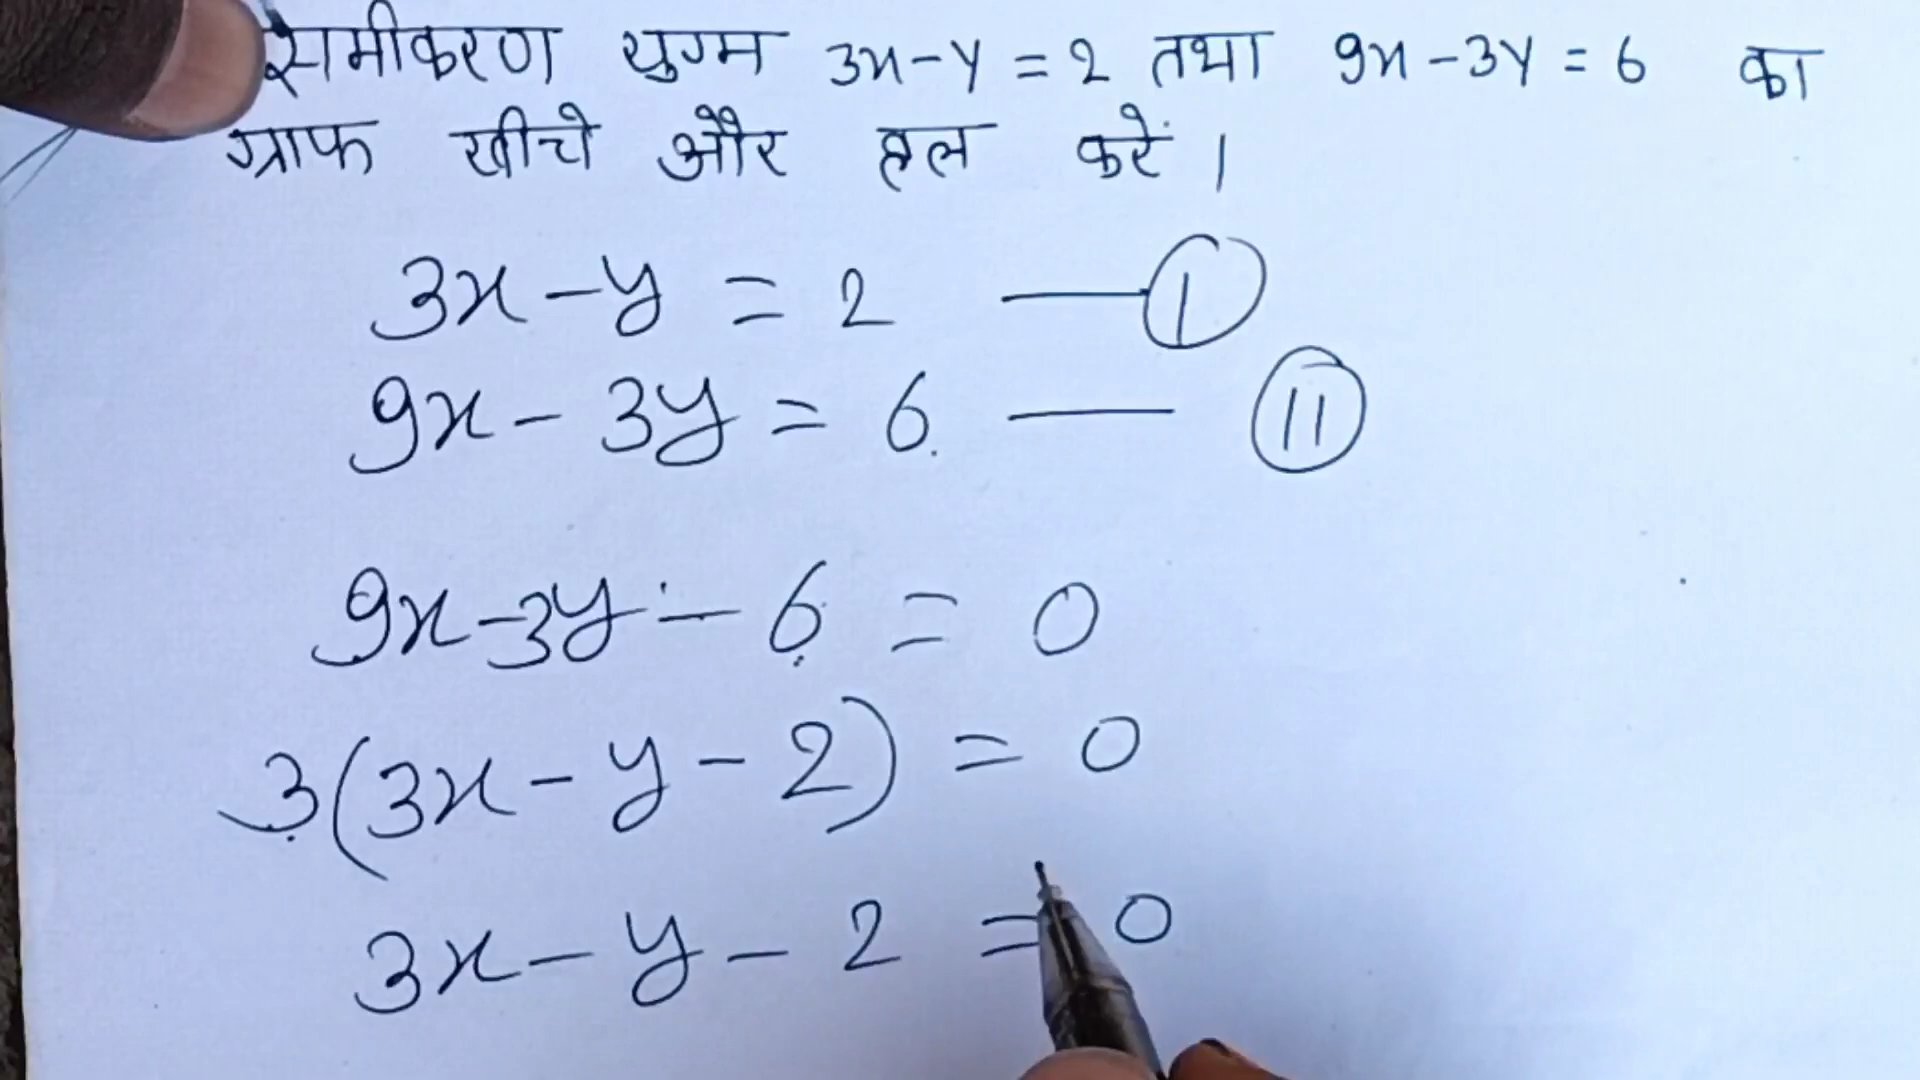 समीकरण युग्म 3x-y=2 तथा 9x-3y=6 का
ग्राफ खीचे और हल करें।
3x-y = 2 — I
9x-3y = 6 — II
9x-3y-6 = 0
3(3x-y-2) = 0
3x-y-2 = 0